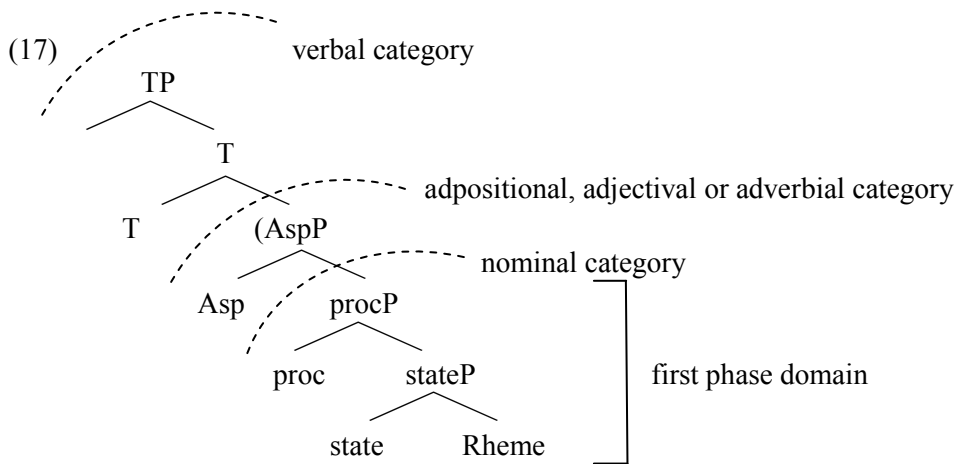 (17) verbal category
TP
T
adpositional, adjectival or adverbial category
T (AspP
nominal category
Asp procP
proc stateP first phase domain
state Rheme